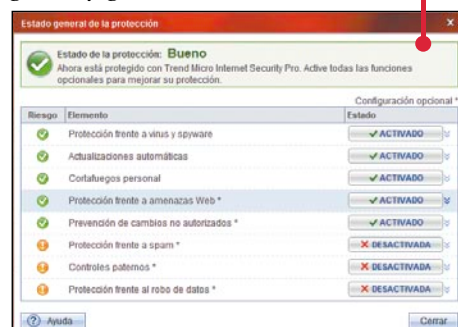 Estado general de la protección
Estado de la protección: Bueno
Ahora está protegido con Trend Micro Internet Security Pro. Active todas las funciones
opcionales para mejorar su protección.
Configuración opcional *
Riesgo Elemento Estado
Protección frente a virus y spyware ACTIVADO
Actualizaciones automáticas ACTIVADO
Cortafuegos personal ACTIVADO
Protección frente a amenazas Web * ACTIVADO
Prevención de cambios no autorizados * ACTIVADO
Protección frente a spam * DESACTIVADA
Controles paternos * DESACTIVADA
Protección frente al robo de datos * DESACTIVADA
Ayuda Cerrar